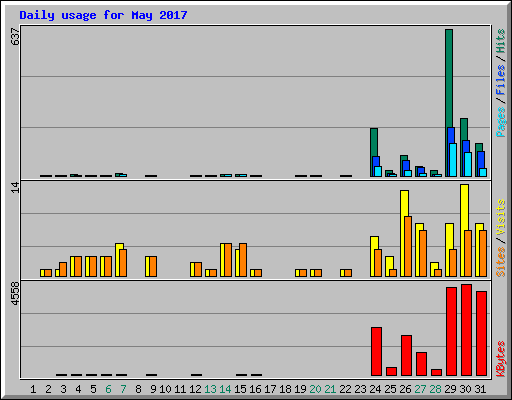 Daily usage for May 2017
637
Pages / Files / Hits
14
Sites / Visits
4558
KBytes
1 2 3 4 5 6 7 8 9 10 11 12 13 14 15 16 17 18 19 20 21 22 23 24 25 26 27 28 29 30 31